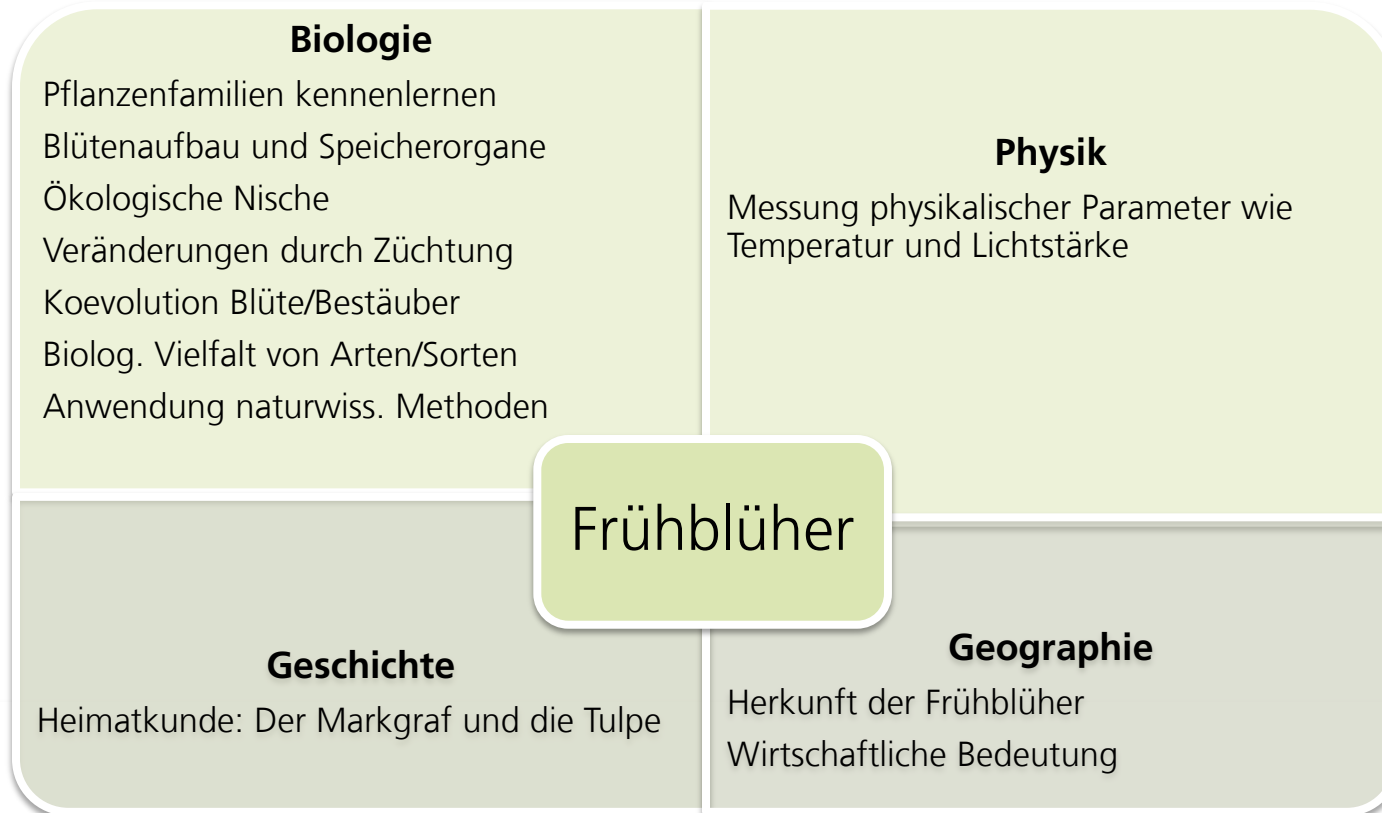 Biologie
Pflanzenfamilien kennenlernen
Blütenaufbau und Speicherorgane
Ökologische Nische
Veränderungen durch Züchtung
Koevolution Blüte/Bestäuber
Biolog. Vielfalt von Arten/Sorten
Anwendung naturwiss. Methoden
Physik
Messung physikalischer Parameter wie
Temperatur und Lichtstärke
Frühblüher
Geschichte
Heimatkunde: Der Markgraf und die Tulpe
Geographie
Herkunft der Frühblüher
Wirtschaftliche Bedeutung